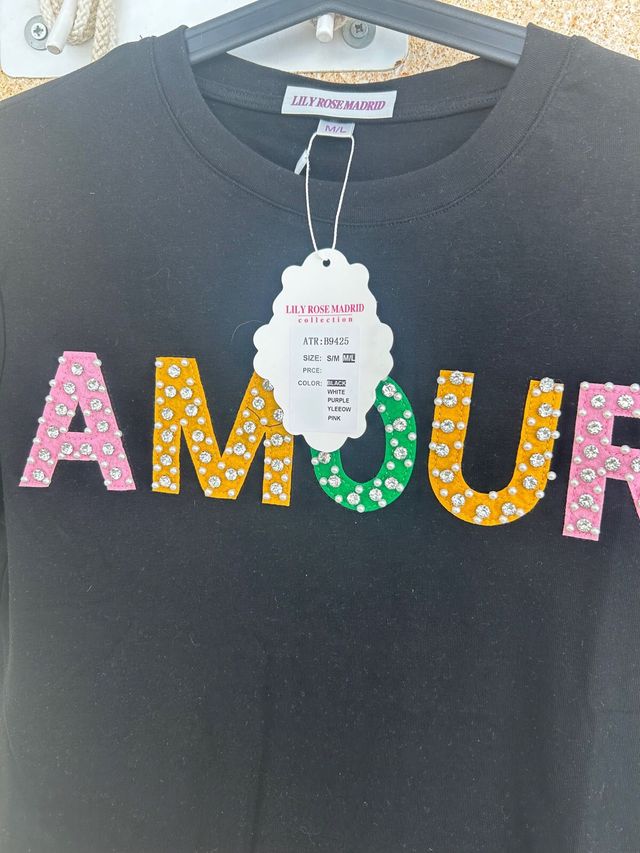 LILY ROSE MADRID
M/L
LILY ROSE MADRID
collection
ATR:B9425
SIZE: S/M M/L
PRCE:
COLOR: BLACK
WHITE
PURPLE
YLEEOW
PINK
AMOUR